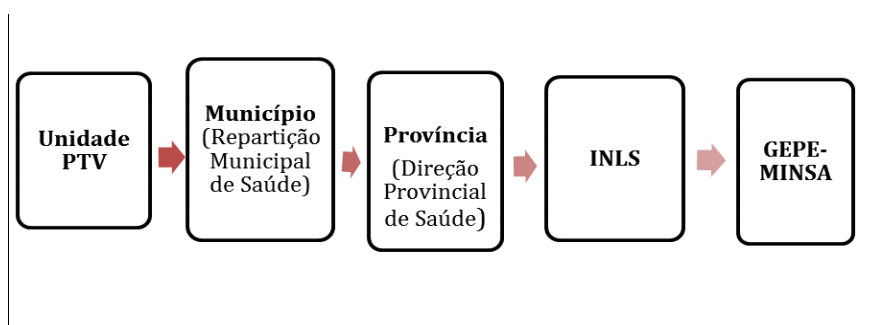 Unidade
PTV
Município
(Repartição
Municipal
de Saúde)
Província
(Direção
Provincial
de Saúde)
INLS
GEPE-
MINSA